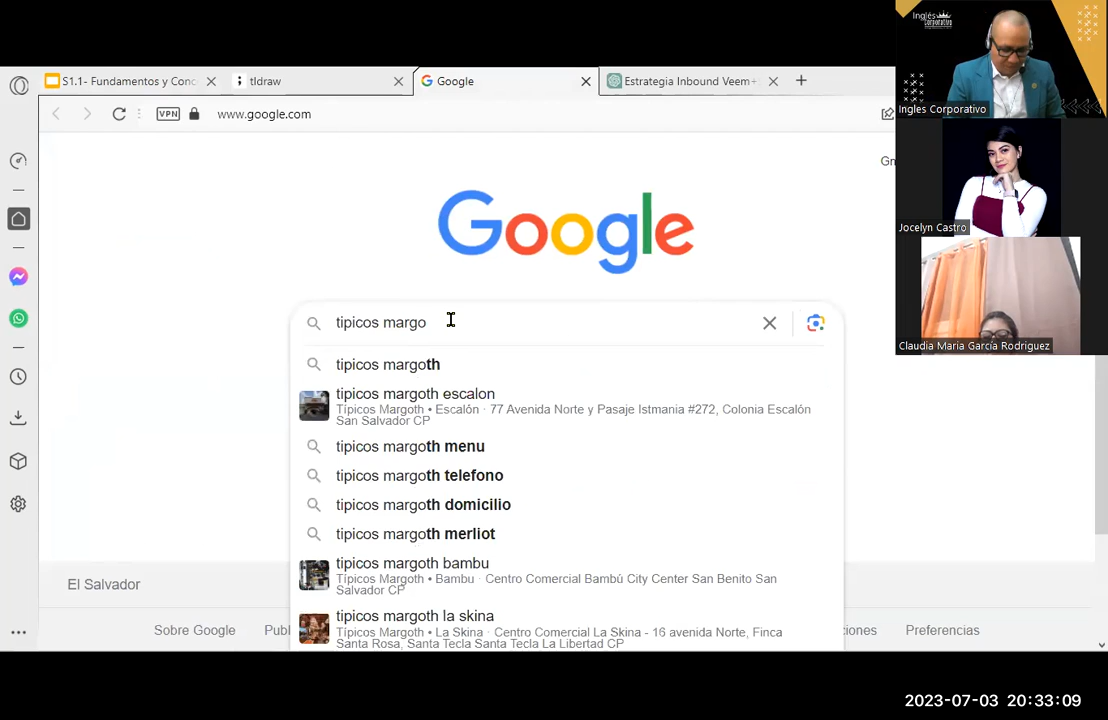 S1.1- Fundamentos y Conc
tldraw
Google
Estrategia Inbound Veem
VPN
www.google.com
Gm
Google
tipicos margo
tipicos margoth
tipicos margoth escalon
Típicos Margoth • Escalón · 77 Avenida Norte y Pasaje Istmania #272, Colonia Escalón
San Salvador CP
tipicos margoth menu
tipicos margoth telefono
tipicos margoth domicilio
tipicos margoth merliot
tipicos margoth bambu
Típicos Margoth • Bambu · Centro Comercial Bambú City Center San Benito San
Salvador CP
tipicos margoth la skina
Típicos Margoth • La Skina · Centro Comercial La Skina - 16 avenida Norte, Finca
Santa Rosa, Santa Tecla Santa Tecla La Libertad CP
El Salvador
Sobre Google
Publ
ciones
Preferencias
Inglés
Corporativo
Ingles Corporativo
Jocelyn Castro
Claudia Maria García Rodriguez
2023-07-03 20:33:09